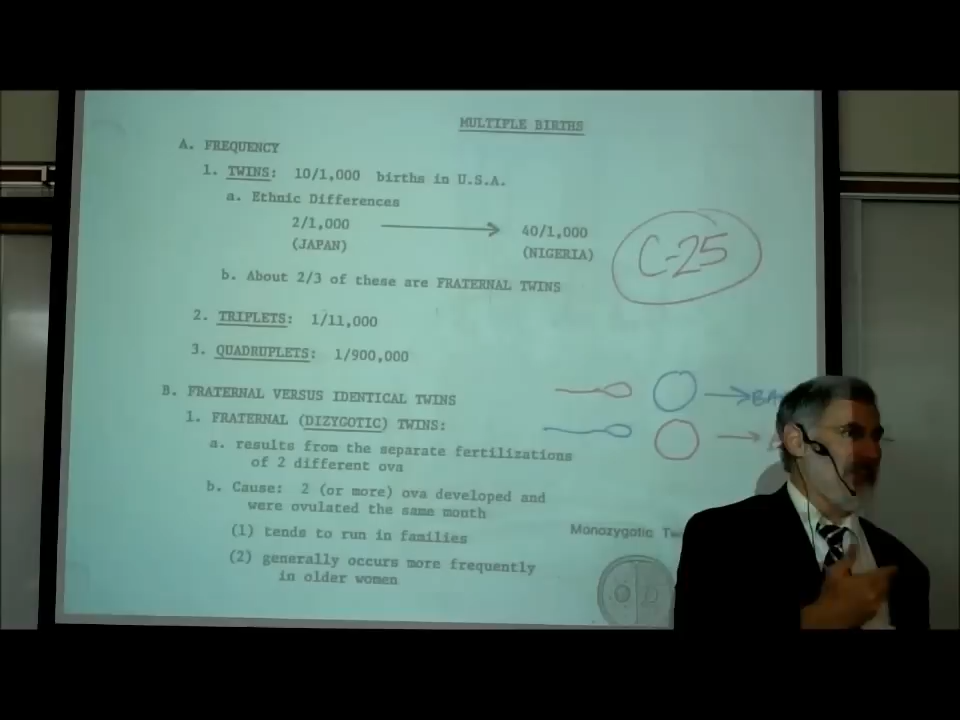 MULTIPLE BIRTHS
A. FREQUENCY
1. TWINS: 10/1,000 births in U.S.A.
a. Ethnic Differences
2/1,000 40/1,000
(JAPAN) (NIGERIA)
C-25
b. About 2/3 of these are FRATERNAL TWINS
2. TRIPLETS: 1/11,000
3. QUADRUPLETS: 1/900,000
B. FRATERNAL VERSUS IDENTICAL TWINS
1. FRATERNAL (DIZYGOTIC) TWINS:
a. results from the separate fertilizations
of 2 different ova
b. Cause: 2 (or more) ova developed and
were ovulated the same month
(1) tends to run in families
Monozygotic
(2) generally occurs more frequently
in older women